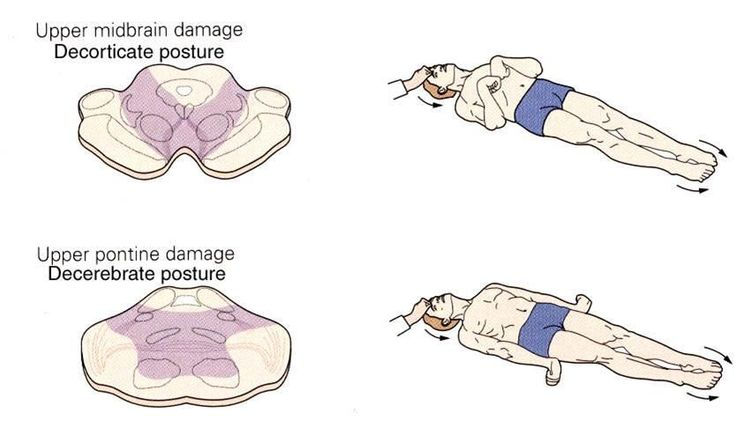 Upper midbrain damage
Decorticate posture
Upper pontine damage
Decerebrate posture